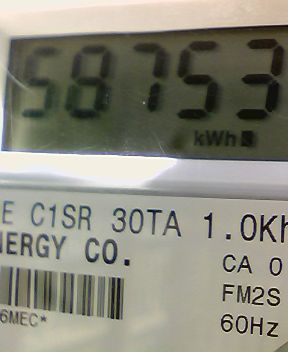 58753
kWh
E C1SR 30TA 1.0Kh
NERGY CO.
CA 0
FM2S
6MEC*
60Hz